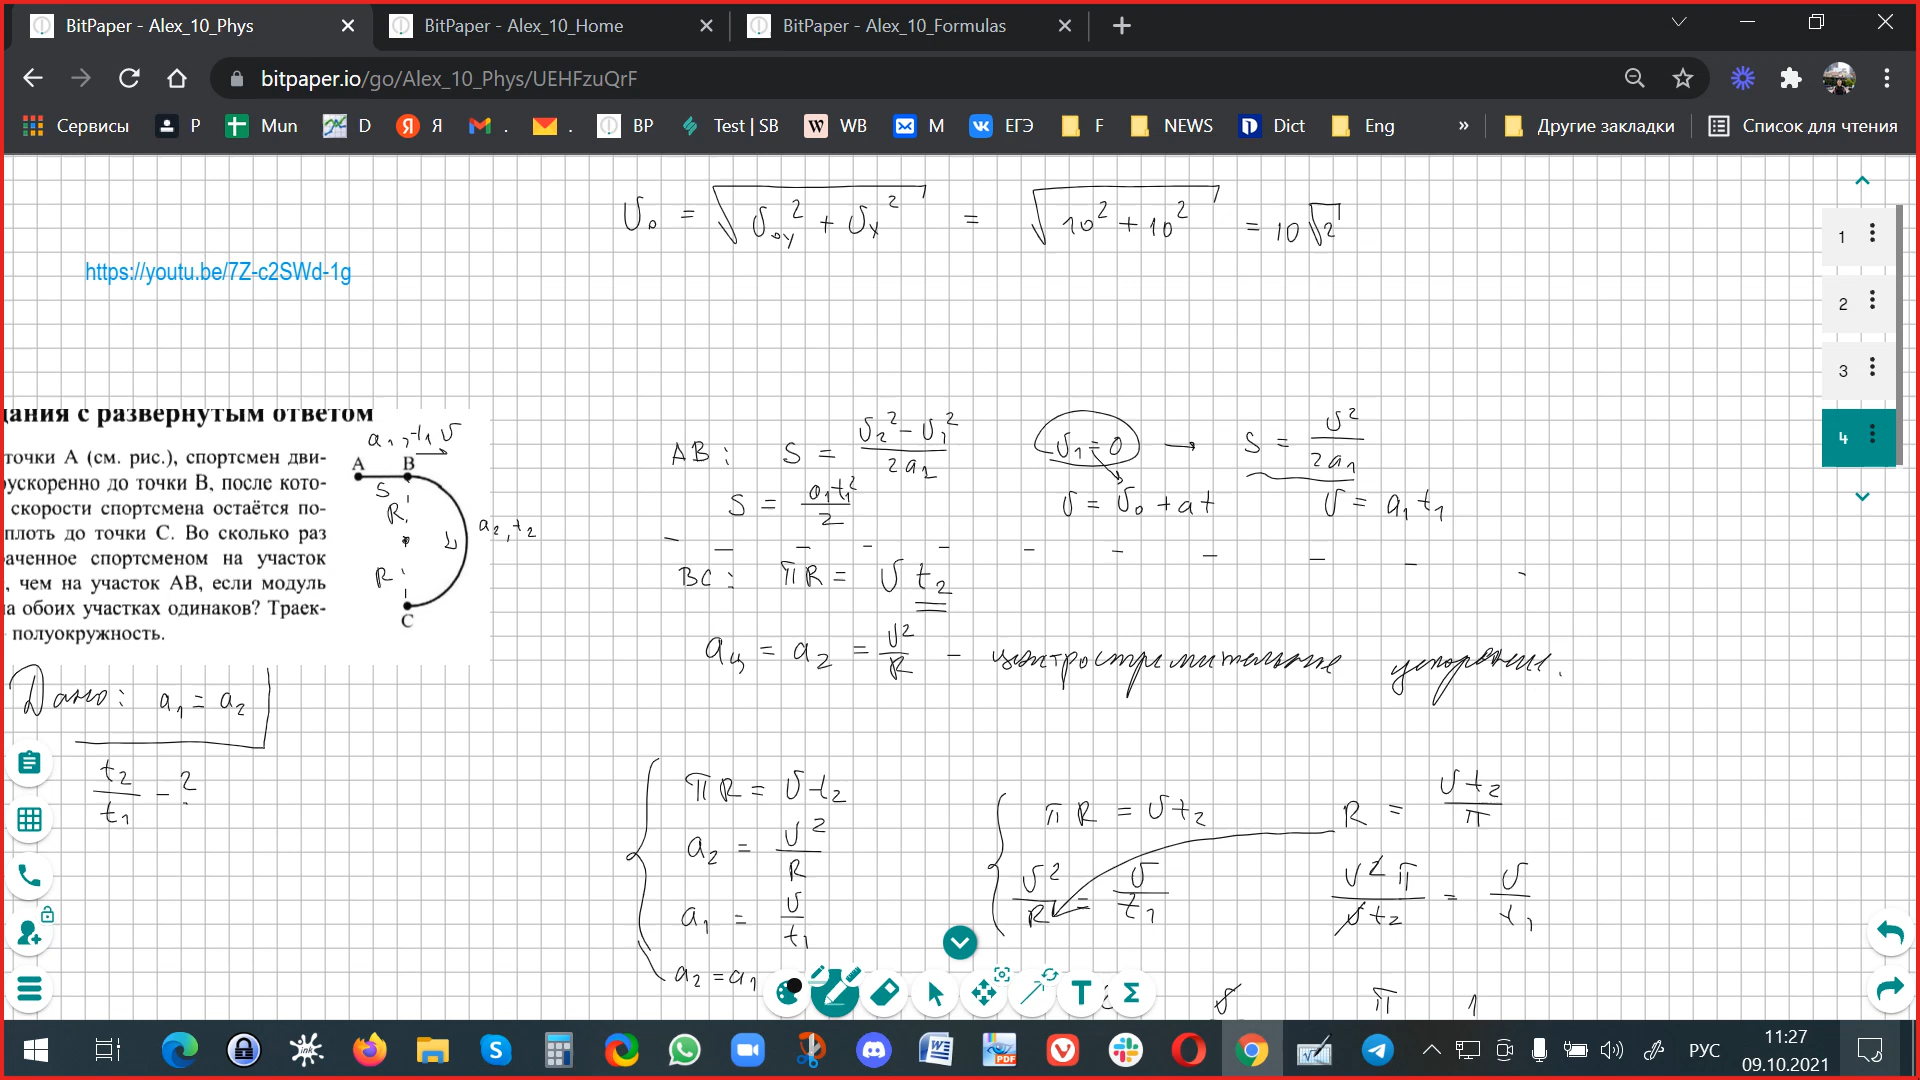 BitPaper - Alex_10_Phys
BitPaper - Alex_10_Home
BitPaper - Alex_10_Formulas
bitpaper.io/go/Alex_10_Phys/UEHFzuQrF
Сервисы P Mun D Я . . BP Test | SB WB M ЕГЭ F NEWS Dict Eng » Другие закладки Список для чтения
υ₀ = √(υ₀y² + υx²) = √(10² + 10²) = 10√2
https://youtu.be/7Z-c2SWd-1g
1
2
3
4
дания с развернутым ответом
точки А (см. рис.), спортсмен дви-
ускоренно до точки В, после кото-
скорости спортсмена остаётся по-
плоть до точки С. Во сколько раз
раченное спортсменом на участок
, чем на участок АВ, если модуль
на обоих участках одинаков? Траек-
полуокружность.
a₁, t₁ υ
A B
S
R
a₂, t₂
R
C
AB: S = (υ₂² - υ₁²)/2a₁ υ₁ = 0 → S = υ²/2a₁
S = a₁t₁²/2 υ = υ₀ + at υ = a₁t₁
BC: πR = υt₂
aц = a₂ = υ²/R - центростремительное ускорение.
Дано: a₁ = a₂
t₂/t₁ - ?
πR = υt₂
a₂ = υ²/R
a₁ = υ/t₁
a₂ = a₁
πR = υt₂ R = υt₂/π
υ²/R = υ/t₁ υ²π/υt₂ = υ/t₁
π 1
РУС
11:27
09.10.2021